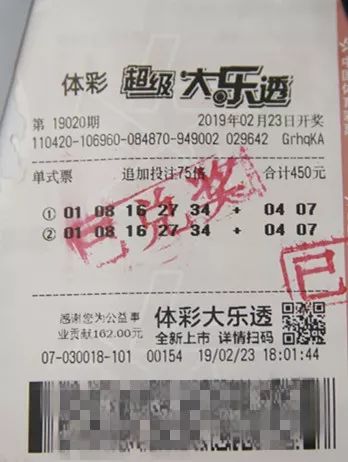 体彩 超级大乐透
第 19020期 2019年02月23日开奖
110420-106960-084870-949002 029642 GrhqKA
单式票 追加投注75倍 合计450元
① 01 08 16 27 34 + 04 07
② 01 08 16 27 34 + 04 07
已兑奖
已
感谢您为公益事
业贡献162.00元
体彩大乐透
全新上市 详情扫码
07-030018-101 00154 19/02/23 18:01:44